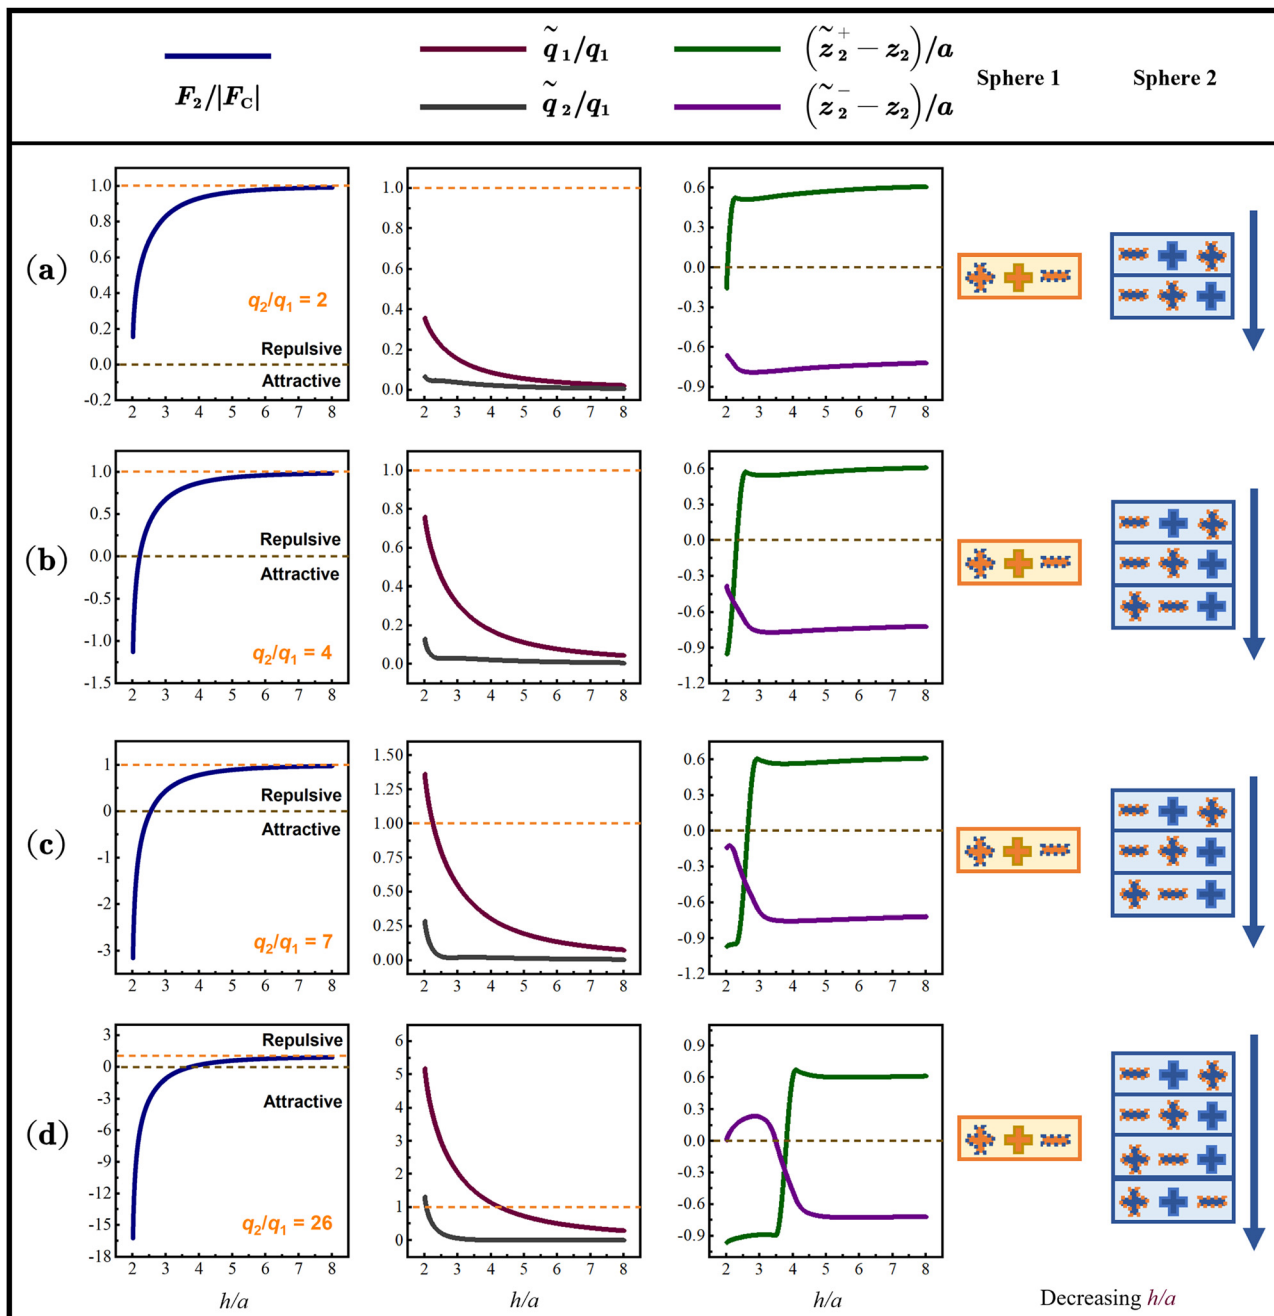 F₂/|F_C|
q̃₁/q₁
q̃₂/q₁
(z̃₂⁺ − z₂)/a
(z̃₂⁻ − z₂)/a
Sphere 1
Sphere 2
(a)
1.0
0.8
0.6
0.4
0.2
0.0
-0.2
2 3 4 5 6 7 8
q₂/q₁ = 2
Repulsive
Attractive
1.0
0.8
0.6
0.4
0.2
0.0
2 3 4 5 6 7 8
0.6
0.3
0.0
-0.3
-0.6
-0.9
2 3 4 5 6 7 8
(b)
1.0
0.5
0.0
-0.5
-1.0
-1.5
2 3 4 5 6 7 8
Repulsive
Attractive
q₂/q₁ = 4
1.0
0.8
0.6
0.4
0.2
0.0
2 3 4 5 6 7 8
0.6
0.3
0.0
-0.3
-0.6
-0.9
-1.2
2 3 4 5 6 7 8
(c)
1
0
-1
-2
-3
2 3 4 5 6 7 8
Repulsive
Attractive
q₂/q₁ = 7
1.50
1.25
1.00
0.75
0.50
0.25
0.00
2 3 4 5 6 7 8
0.6
0.3
0.0
-0.3
-0.6
-0.9
-1.2
2 3 4 5 6 7 8
(d)
3
0
-3
-6
-9
-12
-15
-18
2 3 4 5 6 7 8
Repulsive
Attractive
q₂/q₁ = 26
6
5
4
3
2
1
0
2 3 4 5 6 7 8
0.9
0.6
0.3
0.0
-0.3
-0.6
-0.9
2 3 4 5 6 7 8
h/a
h/a
h/a
Decreasing h/a